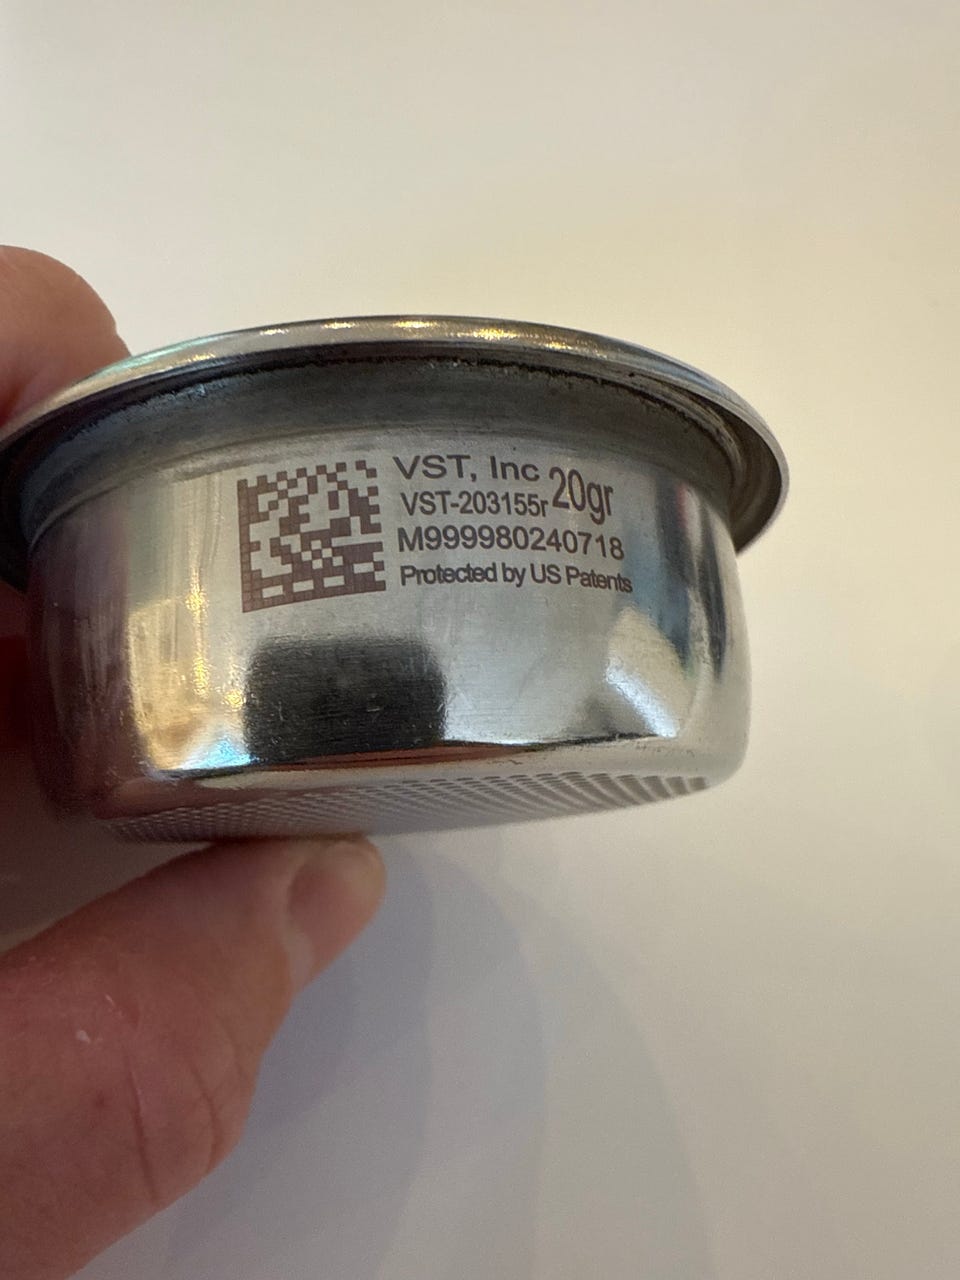 VST, Inc 20gr
VST-203155r
M999980240718
Protected by US Patents